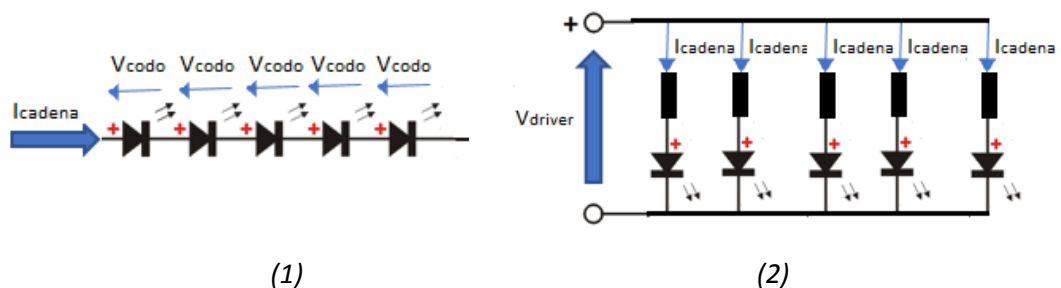 Vcodo Vcodo Vcodo Vcodo Vcodo
Icadena
+ + + + +
(1)
+
Icadena Icadena Icadena Icadena Icadena
Vdriver
+ + + + +
(2)